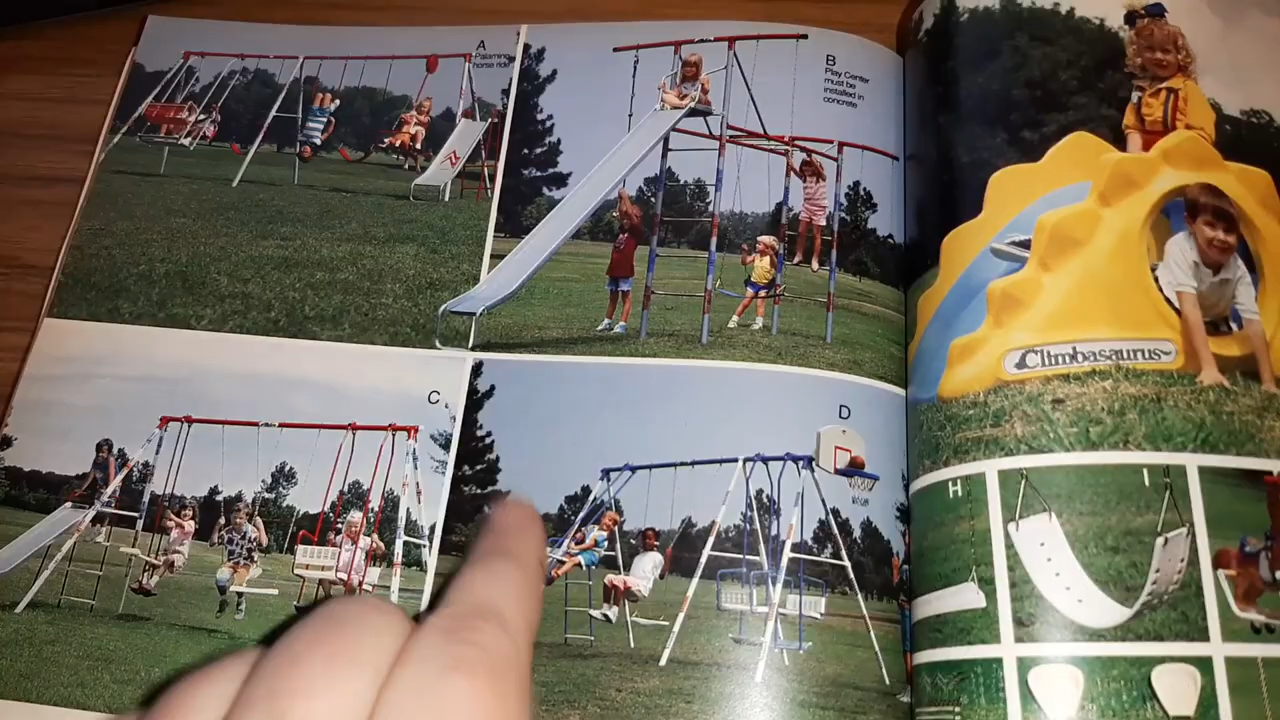 A
Palamino
horse ride
B
Play Center
must be
installed in
concrete
Climbasaurus
C
D
H
I